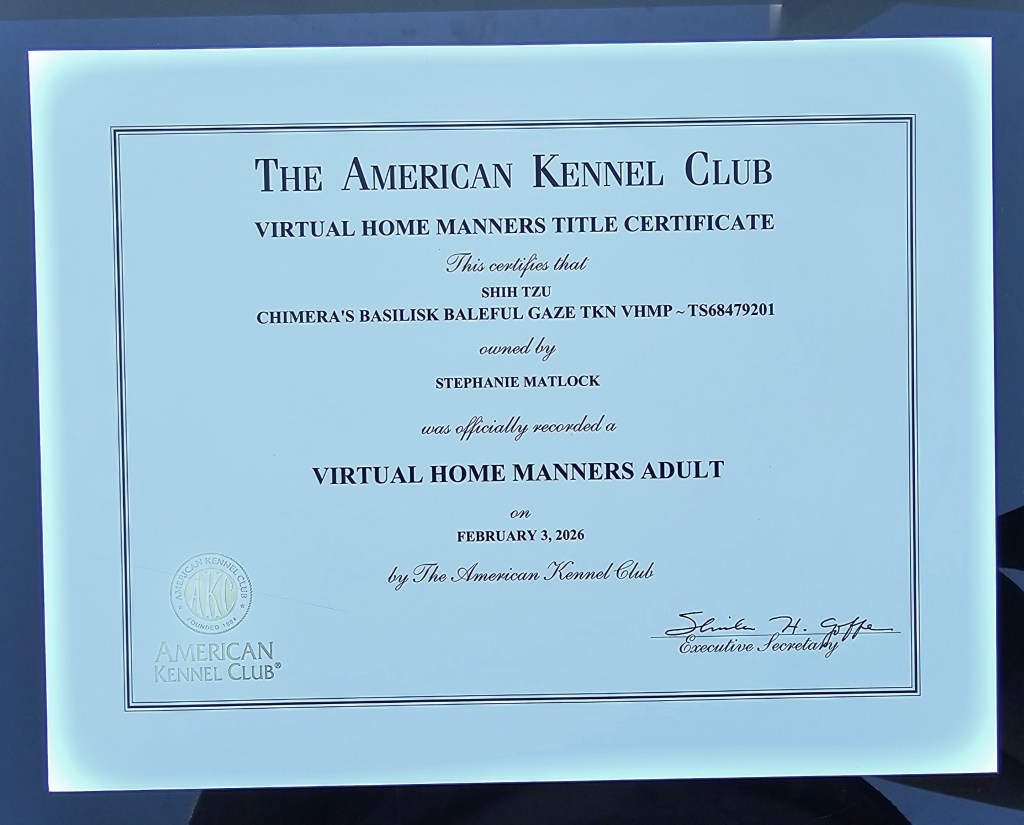 THE AMERICAN KENNEL CLUB
VIRTUAL HOME MANNERS TITLE CERTIFICATE
This certifies that
SHIH TZU
CHIMERA'S BASILISK BALEFUL GAZE TKN VHMP ~ TS68479201
owned by
STEPHANIE MATLOCK
was officially recorded a
VIRTUAL HOME MANNERS ADULT
on
FEBRUARY 3, 2026
by The American Kennel Club
AMERICAN KENNEL CLUB
AKC
FOUNDED 1884
AMERICAN
KENNEL CLUB®
Sheila H. Goffe
Executive Secretary